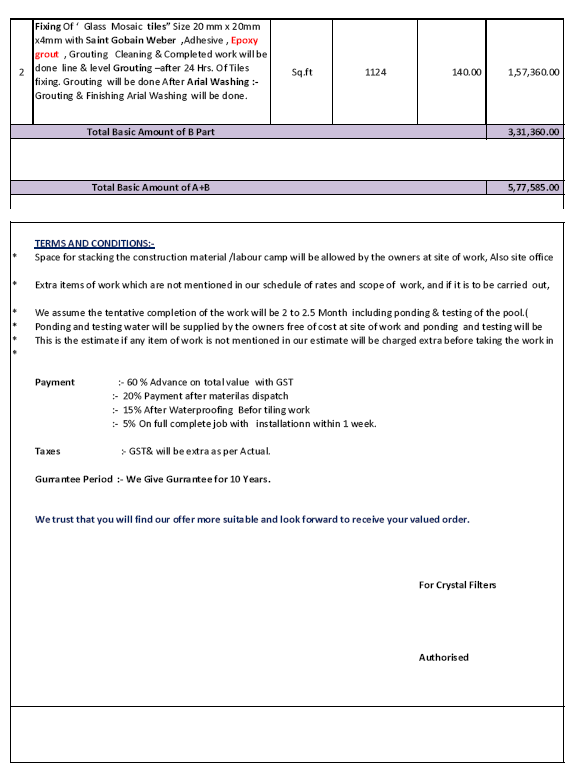 Fixing Of ‘ Glass Mosaic tiles” Size 20 mm x 20mm
x4mm with Saint Gobain Weber ,Adhesive , Epoxy
grout , Grouting Cleaning & Completed work will be
done line & level Grouting –after 24 Hrs. Of Tiles
fixing. Grouting will be done After Arial Washing :-
Grouting & Finishing Arial Washing will be done.
2 Sq.ft 1124 140.00 1,57,360.00
Total Basic Amount of B Part 3,31,360.00
Total Basic Amount of A+B 5,77,585.00
TERMS AND CONDITIONS:-
* Space for stacking the construction material /labour camp will be allowed by the owners at site of work, Also site office
* Extra items of work which are not mentioned in our schedule of rates and scope of work, and if it is to be carried out,
* We assume the tentative completion of the work will be 2 to 2.5 Month including ponding & testing of the pool.(
* Ponding and testing water will be supplied by the owners free of cost at site of work and ponding and testing will be
* This is the estimate if any item of work is not mentioned in our estimate will be charged extra before taking the work in
*
Payment :- 60 % Advance on total value with GST
:- 20% Payment after materilas dispatch
:- 15% After Waterproofing Befor tiling work
:- 5% On full complete job with installationn within 1 week.
Taxes :- GST& will be extra as per Actual.
Gurrantee Period :- We Give Gurrantee for 10 Years.
We trust that you will find our offer more suitable and look forward to receive your valued order.
For Crystal Filters
Authorised